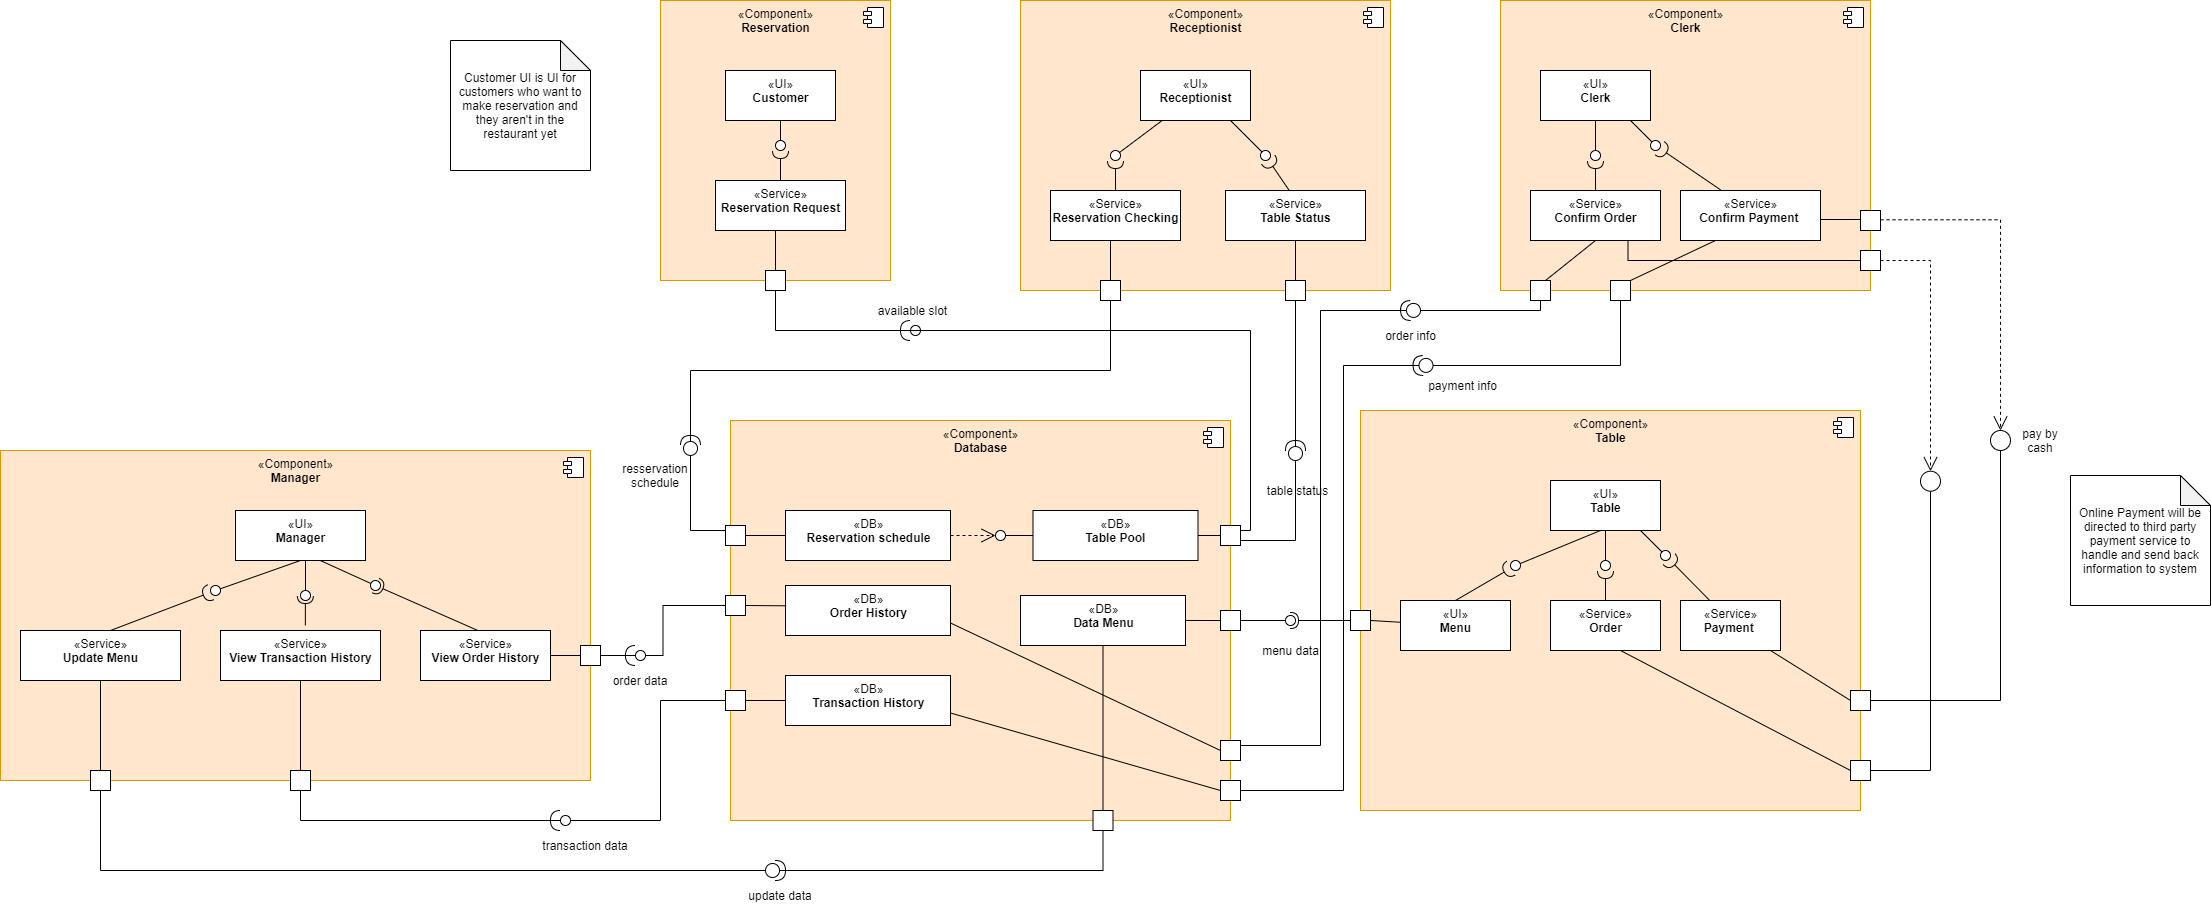 «Component»
Reservation
«UI»
Customer
«Service»
Reservation Request
Customer UI is UI for
customers who want to
make reservation and
they aren't in the
restaurant yet
«Component»
Receptionist
«UI»
Receptionist
«Service»
Reservation Checking
«Service»
Table Status
«Component»
Clerk
«UI»
Clerk
«Service»
Confirm Order
«Service»
Confirm Payment
available slot
order info
payment info
resservation
schedule
table status
pay by
cash
«Component»
Manager
«UI»
Manager
«Service»
Update Menu
«Service»
View Transaction History
«Service»
View Order History
order data
«Component»
Database
«DB»
Reservation schedule
«DB»
Table Pool
«DB»
Order History
«DB»
Data Menu
«DB»
Transaction History
menu data
«Component»
Table
«UI»
Table
«UI»
Menu
«Service»
Order
«Service»
Payment
Online Payment will be
directed to third party
payment service to
handle and send back
information to system
transaction data
update data